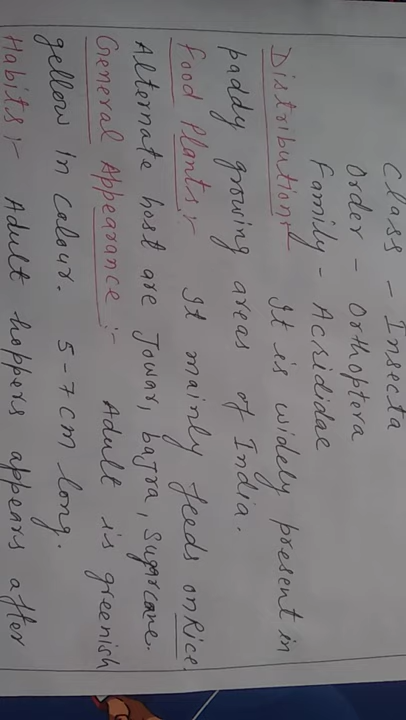 Class - Insecta
Order - Orthoptera
Family - Acrididae
Distribution:- It is widely present in
paddy growing areas of India.
Food Plants:- It mainly feeds on Rice.
Alternate host are Jowar, bajra, Sugarcane.
General Appearance:- Adult is greenish
yellow in calour. 5-7cm long.
Habits:- Adult hoppers appears after